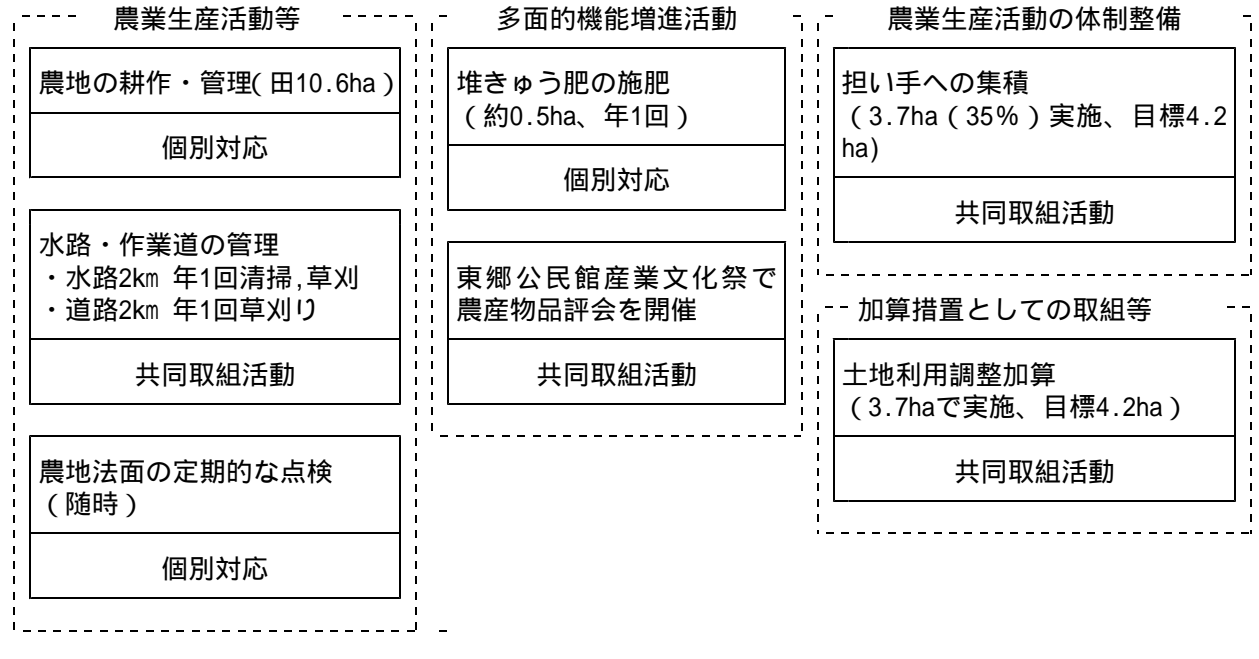 農業生産活動等
農地の耕作・管理(田10.6ha)
個別対応
水路・作業道の管理
・水路2km 年1回清掃,草刈
・道路2km 年1回草刈り
共同取組活動
農地法面の定期的な点検
(随時)
個別対応
多面的機能増進活動
堆きゅう肥の施肥
(約0.5ha、年1回)
個別対応
東郷公民館産業文化祭で
農産物品評会を開催
共同取組活動
農業生産活動の体制整備
担い手への集積
(3.7ha(35%)実施、目標4.2
ha)
共同取組活動
加算措置としての取組等
土地利用調整加算
(3.7haで実施、目標4.2ha)
共同取組活動